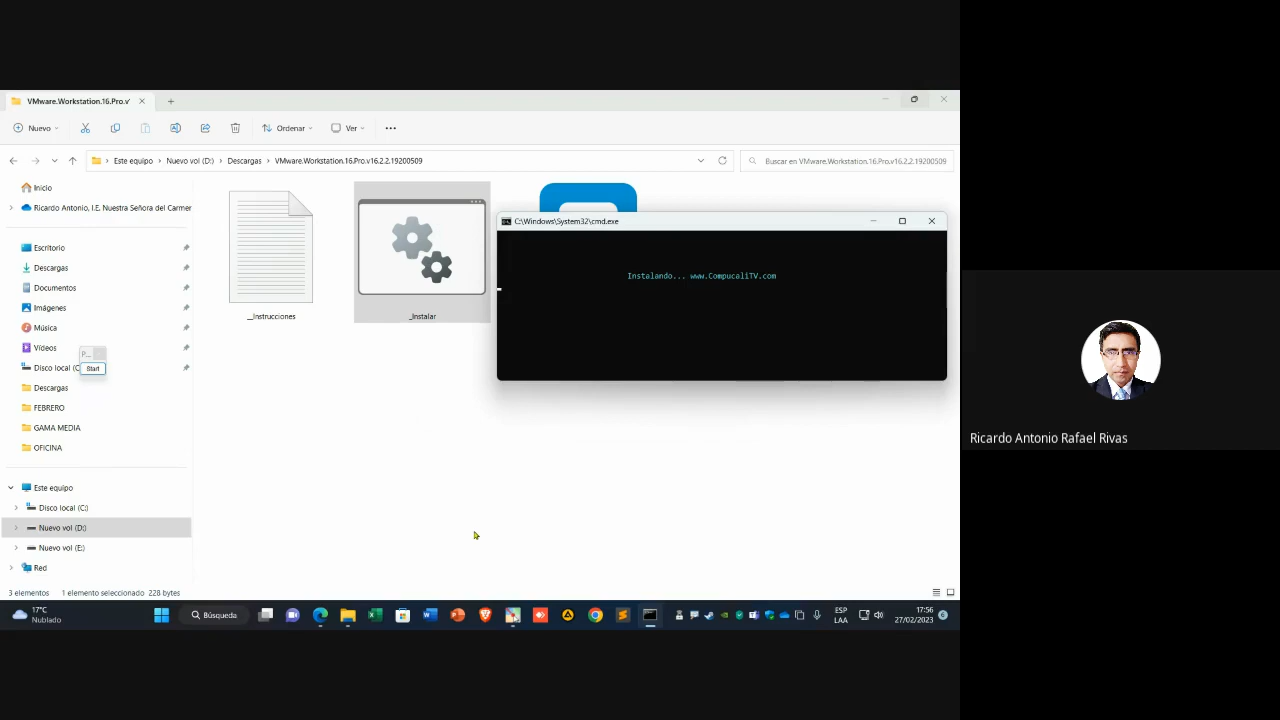 VMware.Workstation.16.Pro.v'
Nuevo
Ordenar
Ver
Este equipo > Nuevo vol (D:) > Descargas > VMware.Workstation.16.Pro.v16.2.2.19200509
Buscar en VMware.Workstation.16.Pro.v16.2.2.19200509
Inicio
Ricardo Antonio, I.E. Nuestra Señora del Carmer
Escritorio
Descargas
Documentos
Imágenes
Música
Vídeos
P...
Disco local (C
Start
Descargas
FEBRERO
GAMA MEDIA
OFICINA
Este equipo
Disco local (C:)
Nuevo vol (D:)
Nuevo vol (E:)
Red
__Instrucciones
_Instalar
C:\Windows\System32\cmd.exe
Instalando... www.CompucaliTV.com
3 elementos
1 elemento seleccionado 228 bytes
17°C
Nublado
Búsqueda
ESP
LAA
17:56
27/02/2023
Ricardo Antonio Rafael Rivas